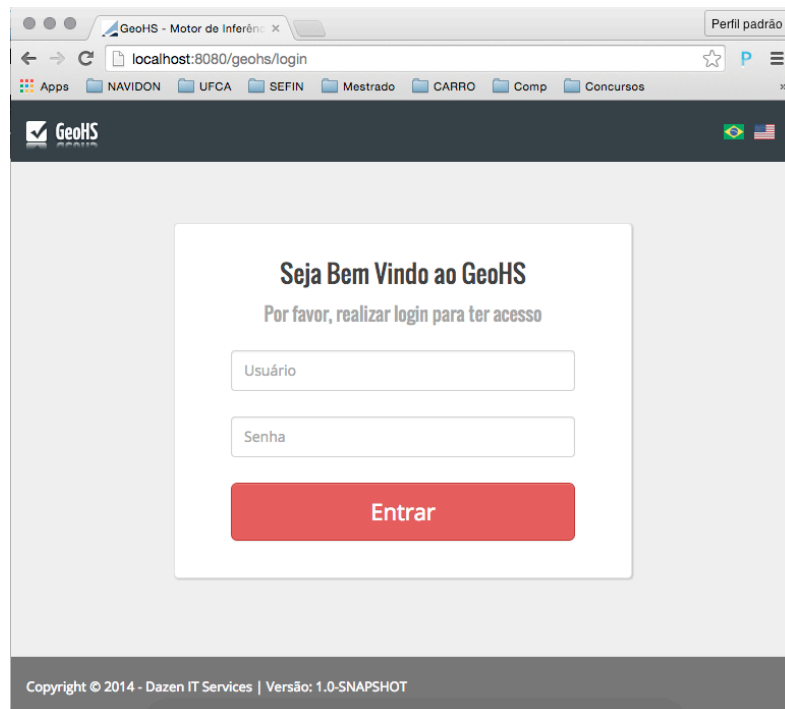 GeoHS - Motor de Inferênc
Perfil padrão
localhost:8080/geohs/login
Apps NAVIDON UFCA SEFIN Mestrado CARRO Comp Concursos »
GeoHS
Seja Bem Vindo ao GeoHS
Por favor, realizar login para ter acesso
Usuário
Senha
Entrar
Copyright © 2014 - Dazen IT Services | Versão: 1.0-SNAPSHOT